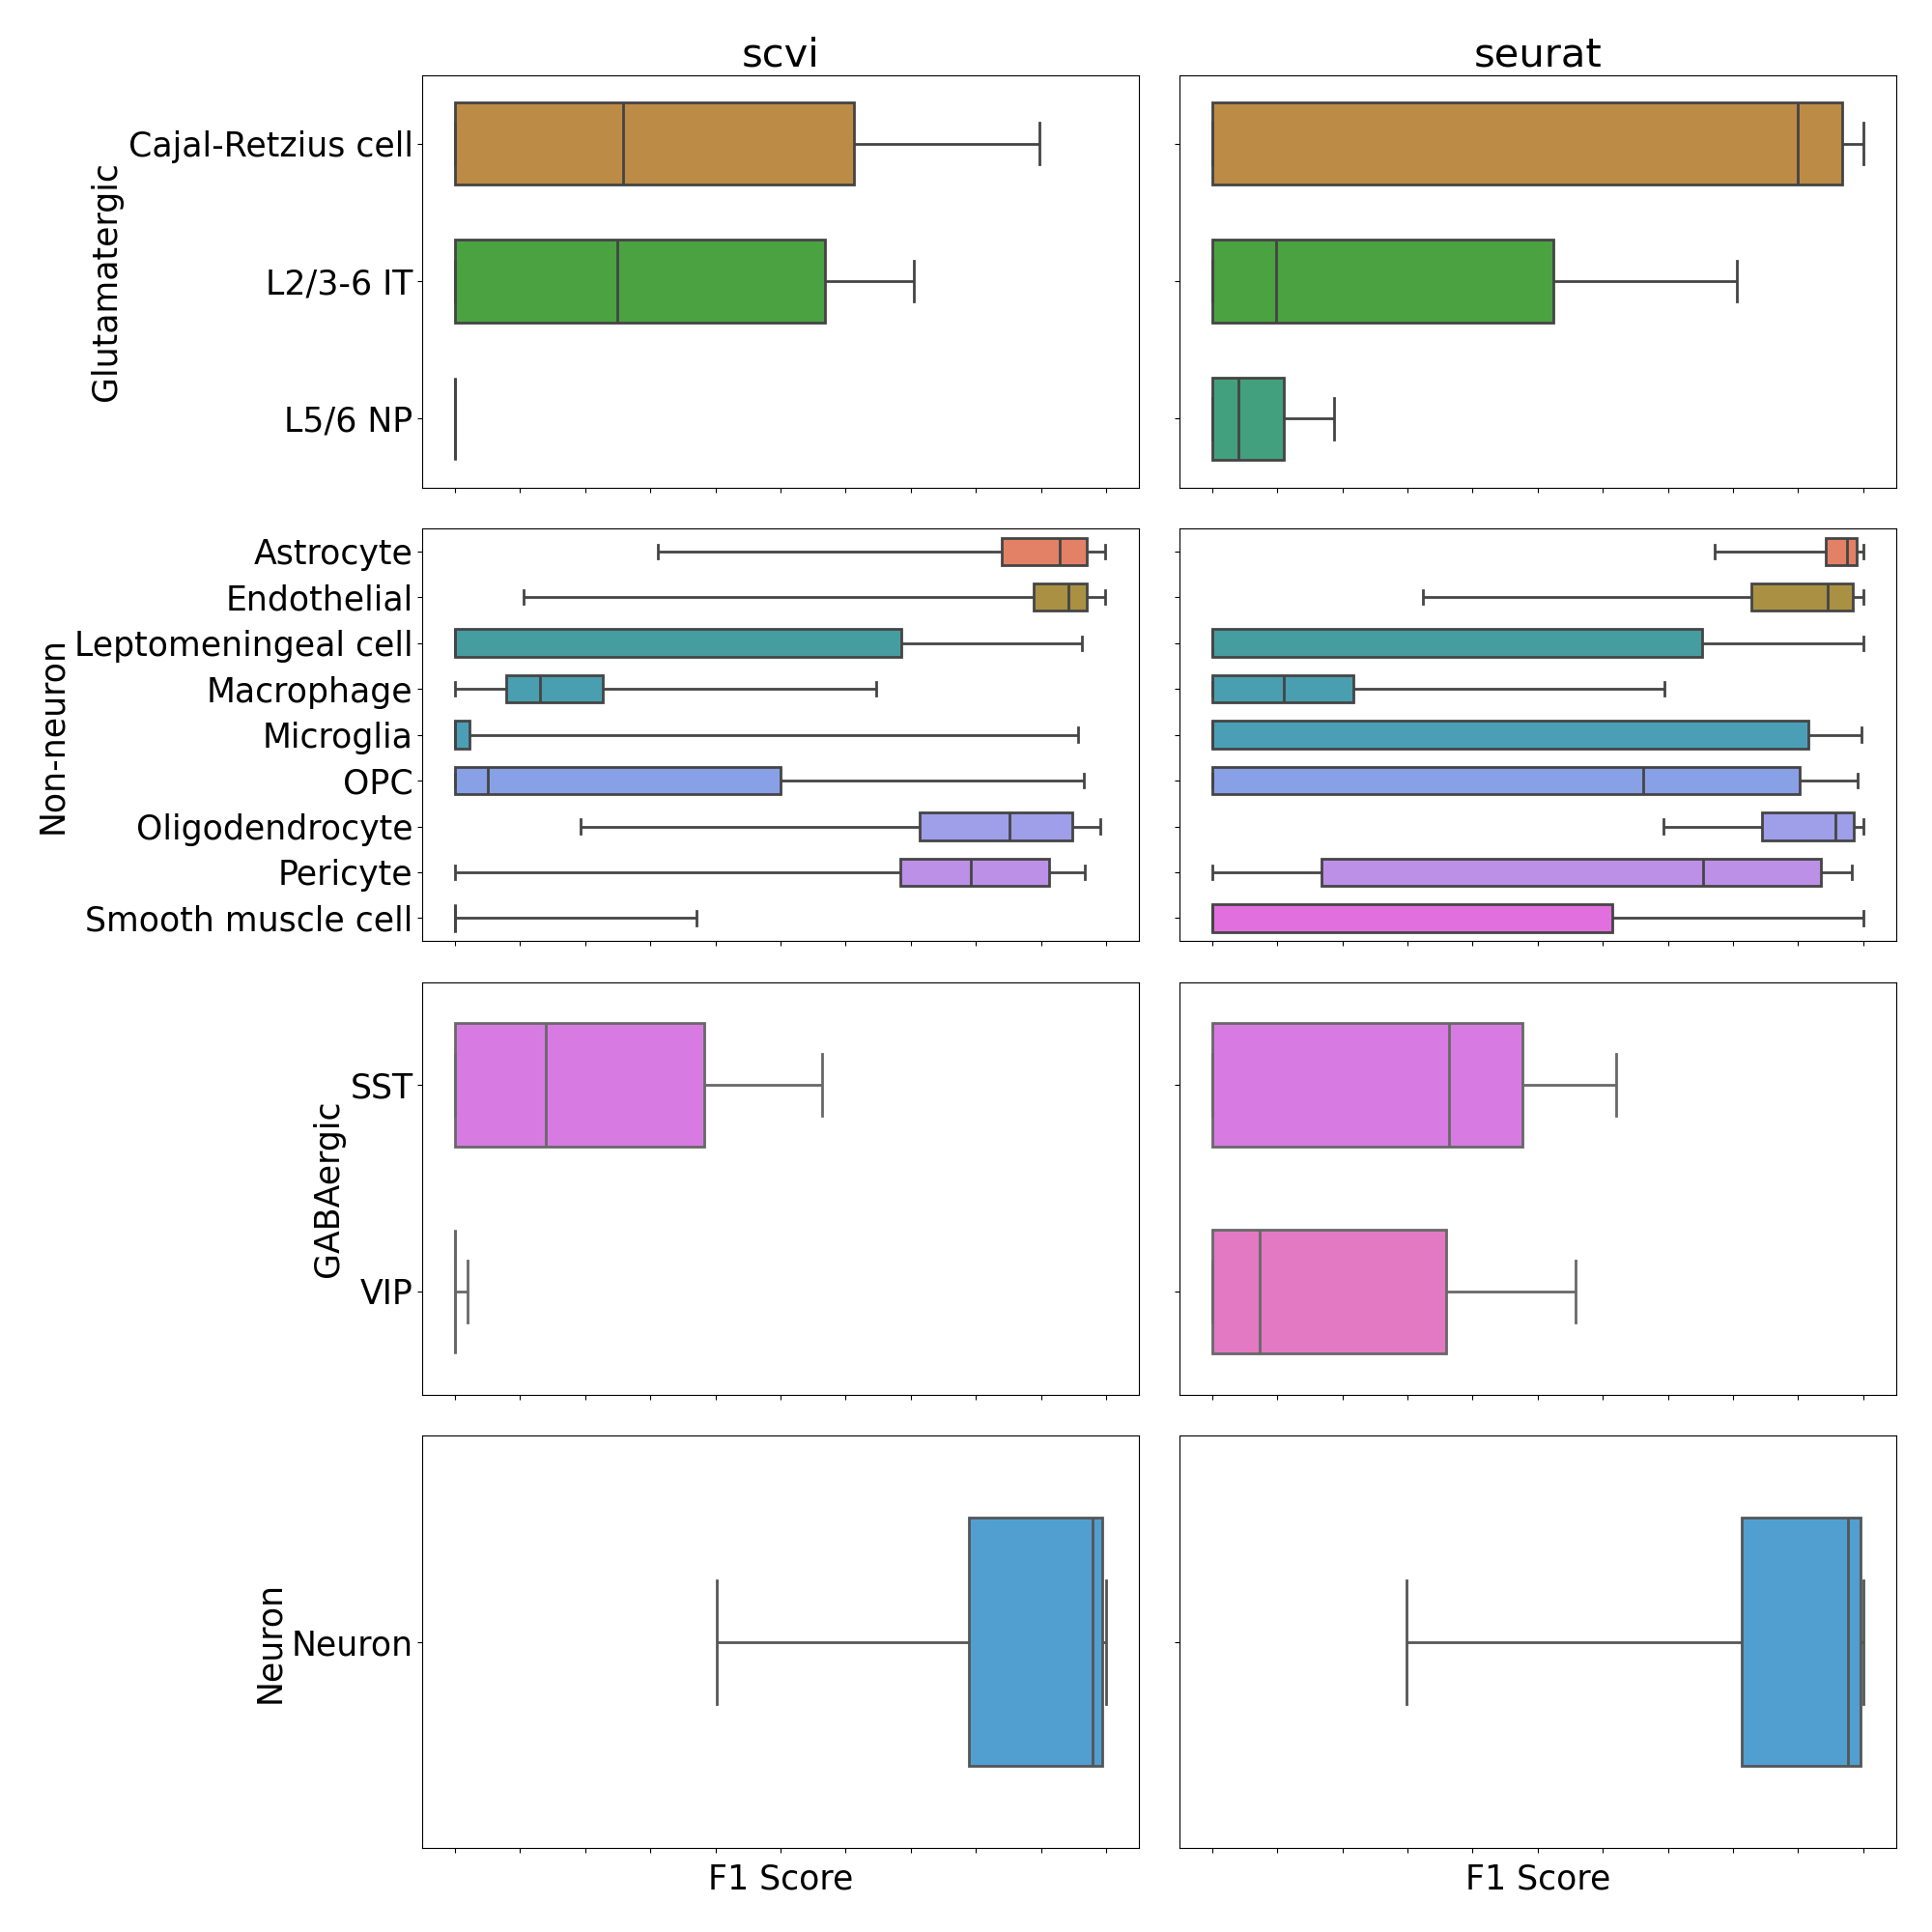 scvi
seurat
Glutamatergic
Cajal-Retzius cell
L2/3-6 IT
L5/6 NP
Non-neuron
Astrocyte
Endothelial
Leptomeningeal cell
Macrophage
Microglia
OPC
Oligodendrocyte
Pericyte
Smooth muscle cell
GABAergic
SST
VIP
Neuron
Neuron
F1 Score
F1 Score